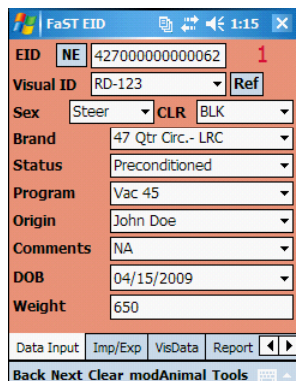 FaST EID 1:15
EID NE 427000000000062 1
Visual ID RD-123 Ref
Sex Steer CLR BLK
Brand 47 Qtr Circ.- LRC
Status Preconditioned
Program Vac 45
Origin John Doe
Comments NA
DOB 04/15/2009
Weight 650
Data Input Imp/Exp VisData Report
Back Next Clear modAnimal Tools